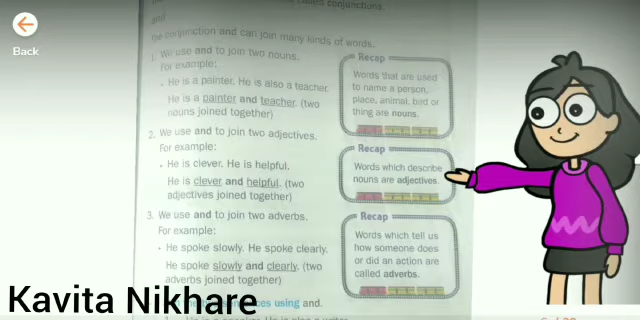 Back
called conjunctions.
and
the conjunction and can join many kinds of words.
1. We use and to join two nouns.
For example:
• He is a painter. He is also a teacher.
He is a painter and teacher. (two
nouns joined together)
Recap
Words that are used
to name a person,
place, animal, bird or
thing are nouns.
2. We use and to join two adjectives.
For example:
• He is clever. He is helpful.
He is clever and helpful. (two
adjectives joined together)
Recap
Words which describe
nouns are adjectives.
3. We use and to join two adverbs.
For example:
• He spoke slowly. He spoke clearly.
He spoke slowly and clearly. (two
adverbs joined together)
Recap
Words which tell us
how someone does
or did an action are
called adverbs.
using and.
Kavita Nikhare